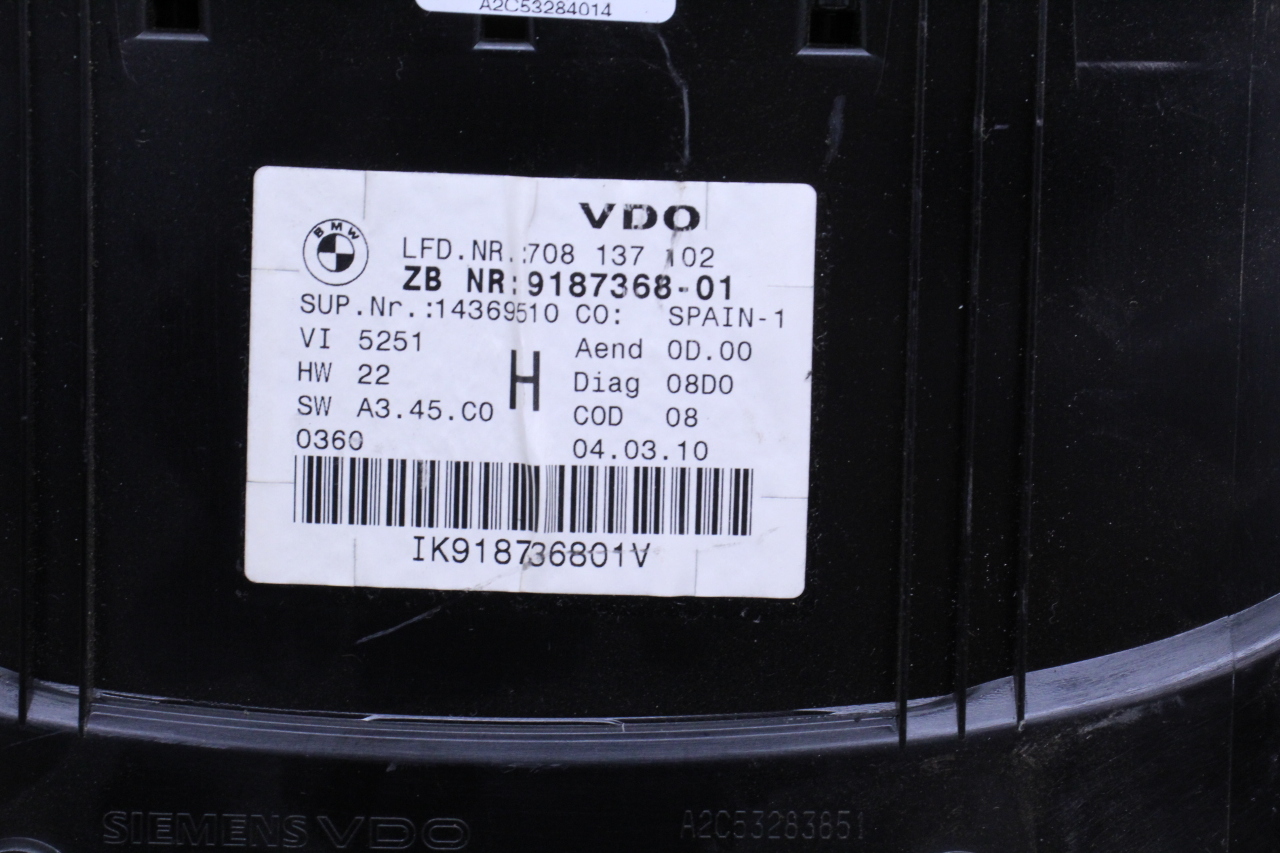 A2C53284014
VDO
BMW
LFD.NR.:708 137 102
ZB NR:9187368-01
SUP.Nr.:14369510 CO: SPAIN-1
VI 5251
Aend 0D.00
HW 22
H
Diag 08D0
SW A3.45.C0
COD 08
0360
04.03.10
IK918736801V
SIEMENS VDO
A2C53283851